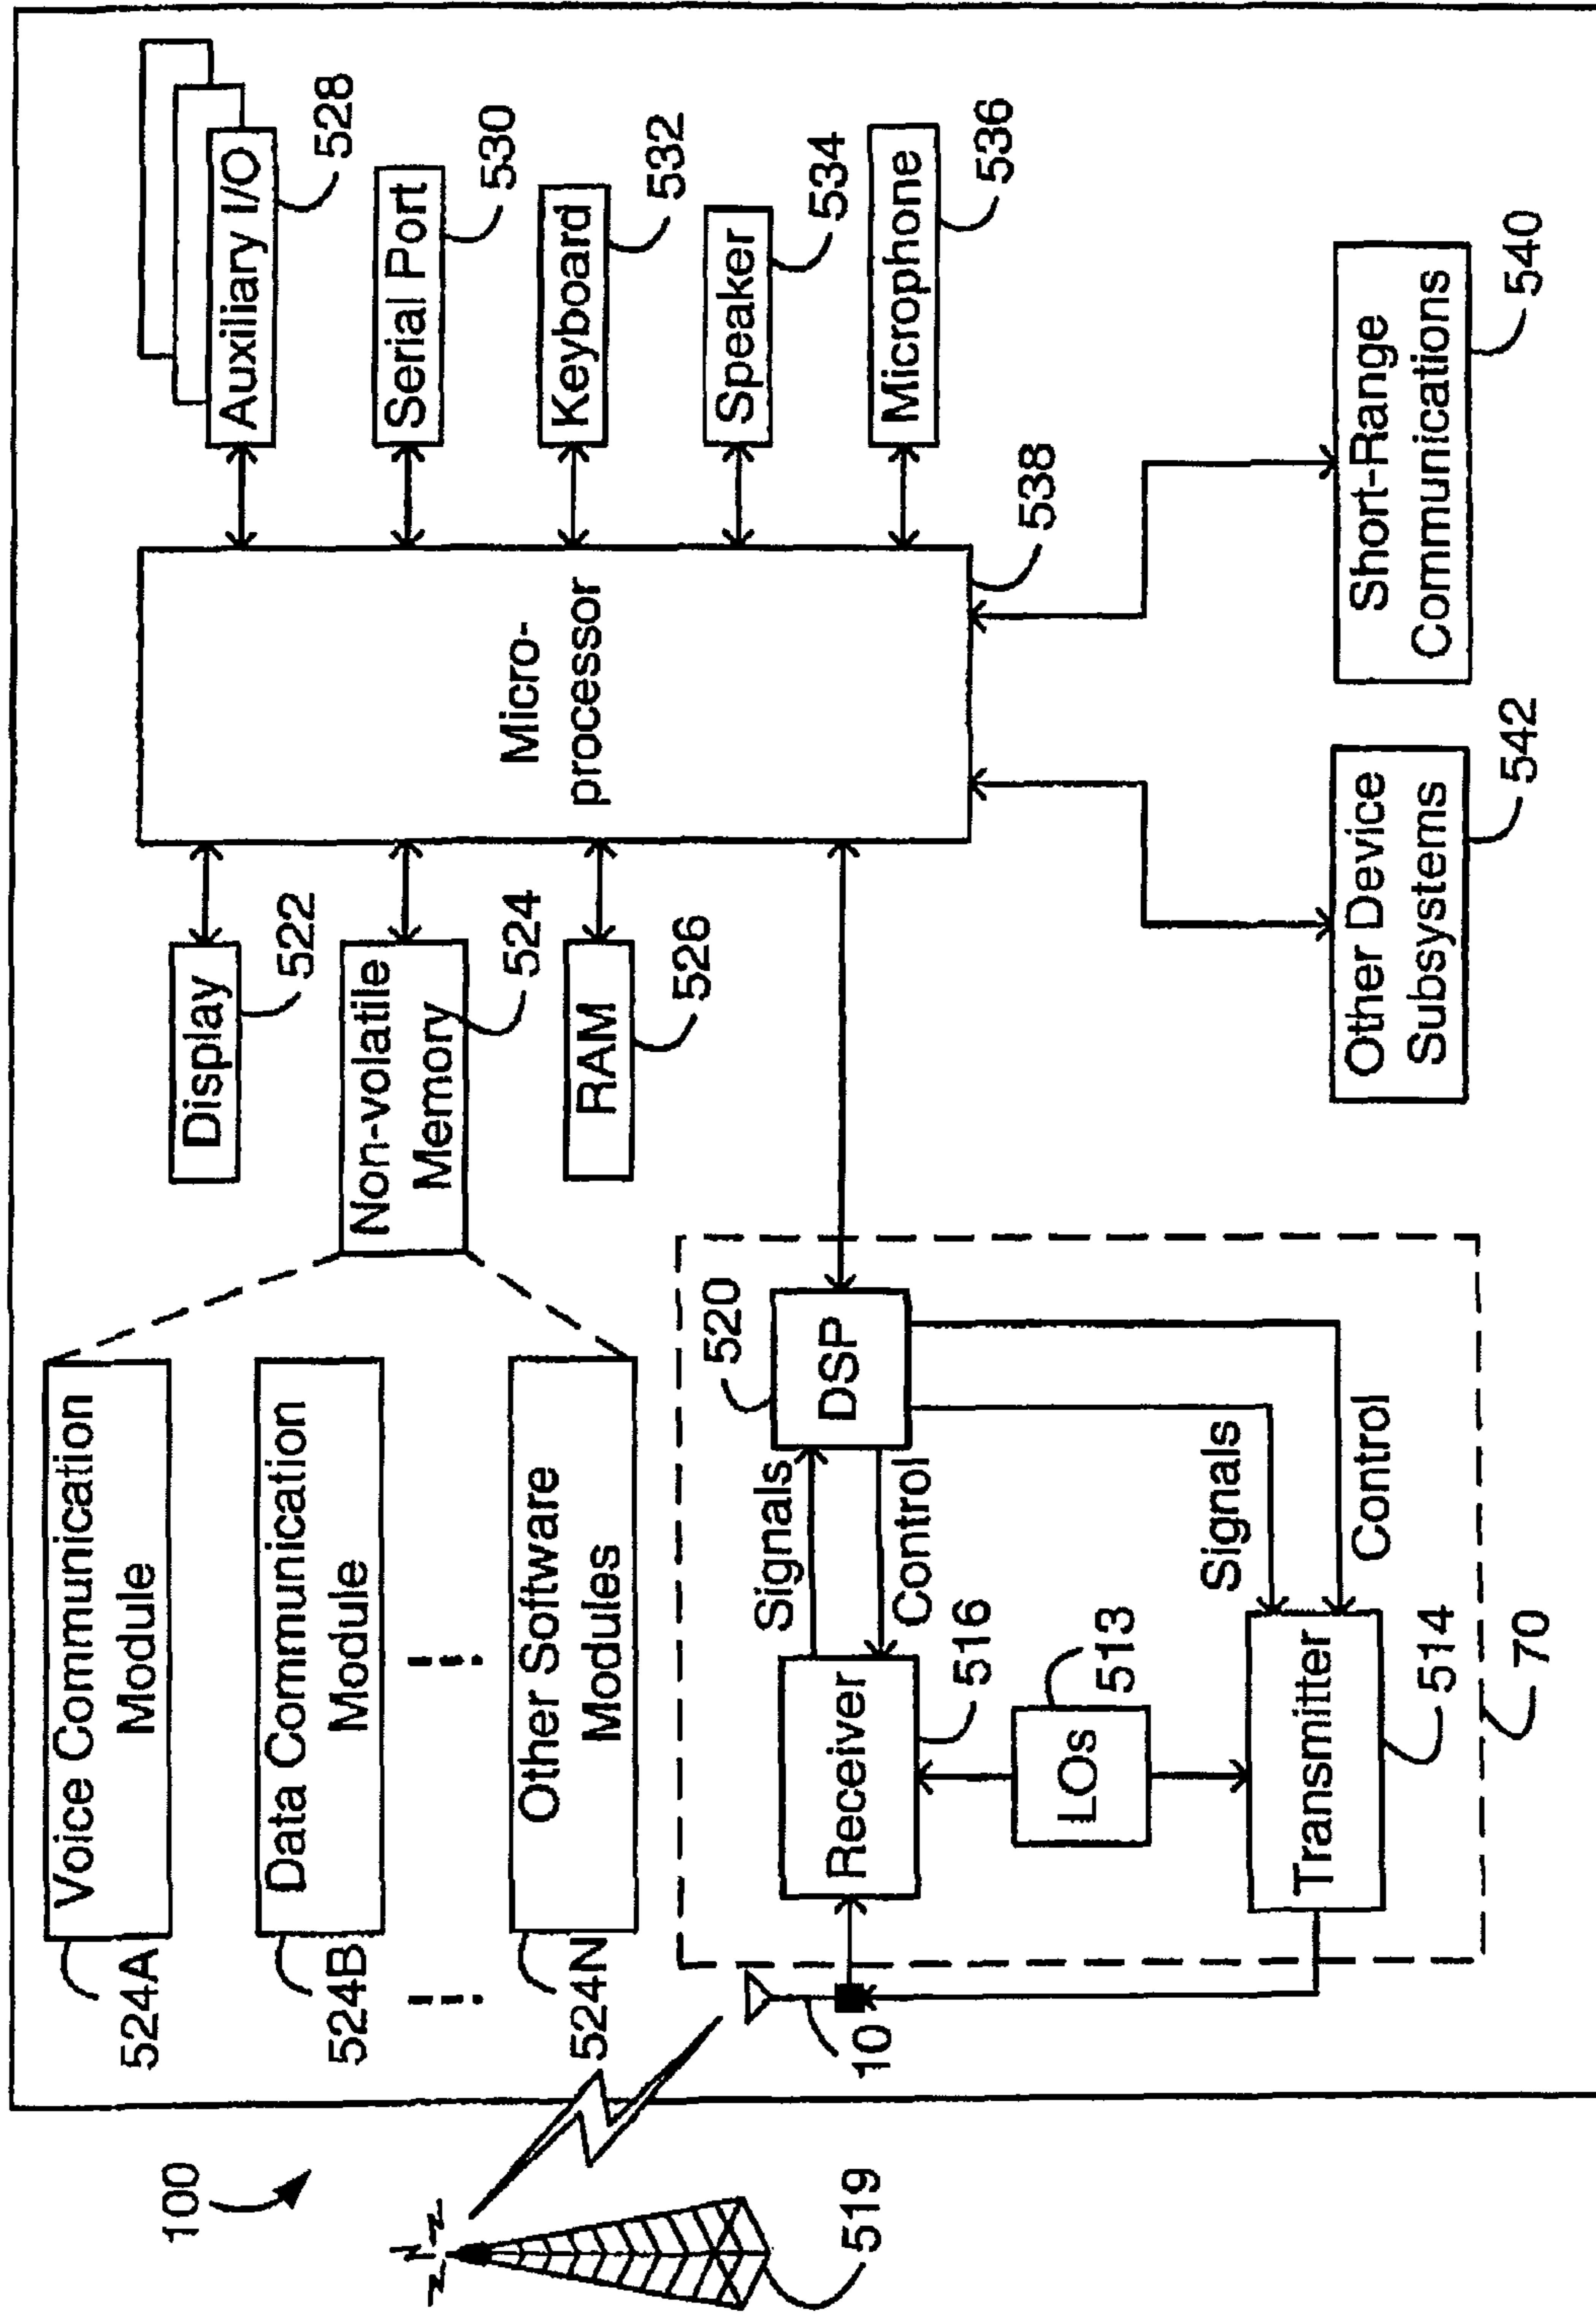 100
519
524A
Voice Communication
Module
524B
Data Communication
Module
524N
Other Software
Modules
Display
522
Non-volatile
Memory
524
RAM
526
Micro-
processor
538
Auxiliary I/O
528
Serial Port
530
Keyboard
532
Speaker
534
Microphone
536
Short-Range
Communications
540
Other Device
Subsystems
542
10
Receiver
516
Signals
Control
DSP
520
LOs
513
Signals
Control
Transmitter
514
70